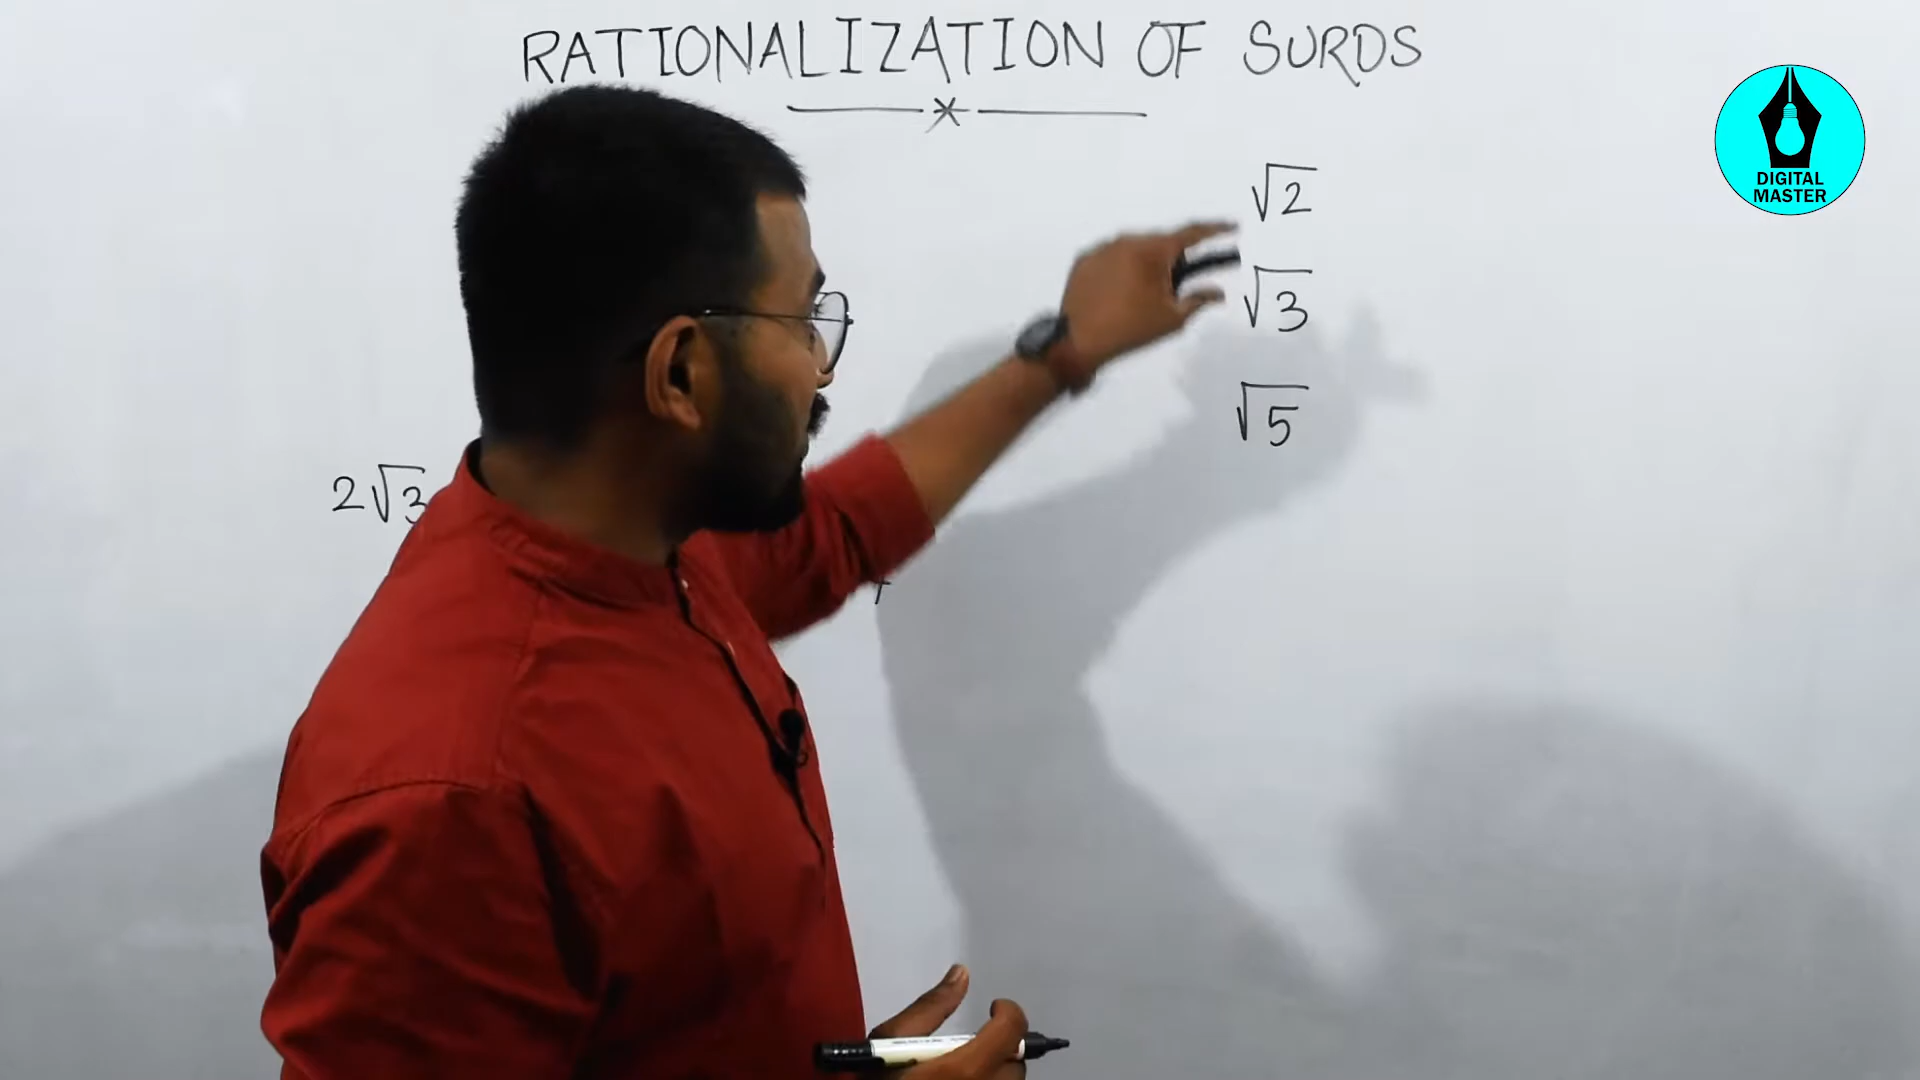 RATIONALIZATION OF SURDS
√2
√3
√5
2√3
DIGITAL
MASTER